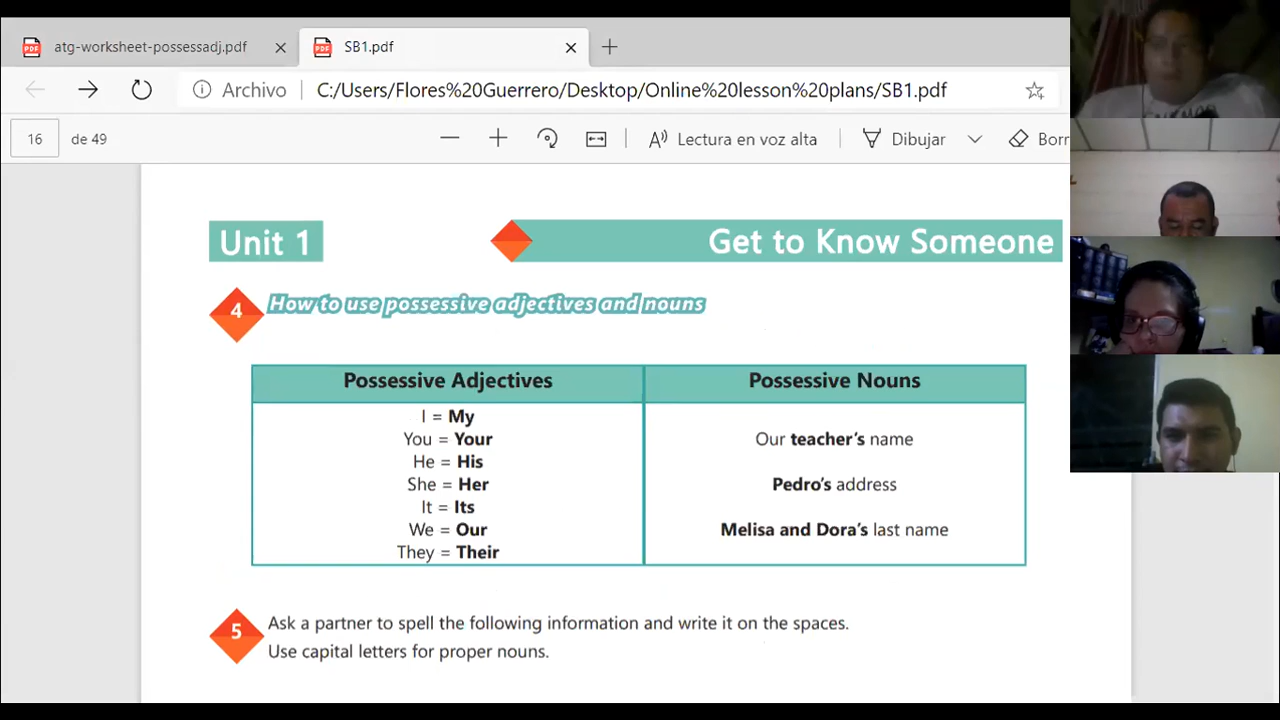 atg-worksheet-possessadj.pdf
SB1.pdf
Archivo
C:/Users/Flores%20Guerrero/Desktop/Online%20lesson%20plans/SB1.pdf
16 de 49
Lectura en voz alta
Dibujar
Borr
Unit 1
Get to Know Someone
4 How to use possessive adjectives and nouns
Possessive Adjectives
I = My
You = Your
He = His
She = Her
It = Its
We = Our
They = Their
Possessive Nouns
Our teacher's name
Pedro's address
Melisa and Dora's last name
5 Ask a partner to spell the following information and write it on the spaces.
Use capital letters for proper nouns.